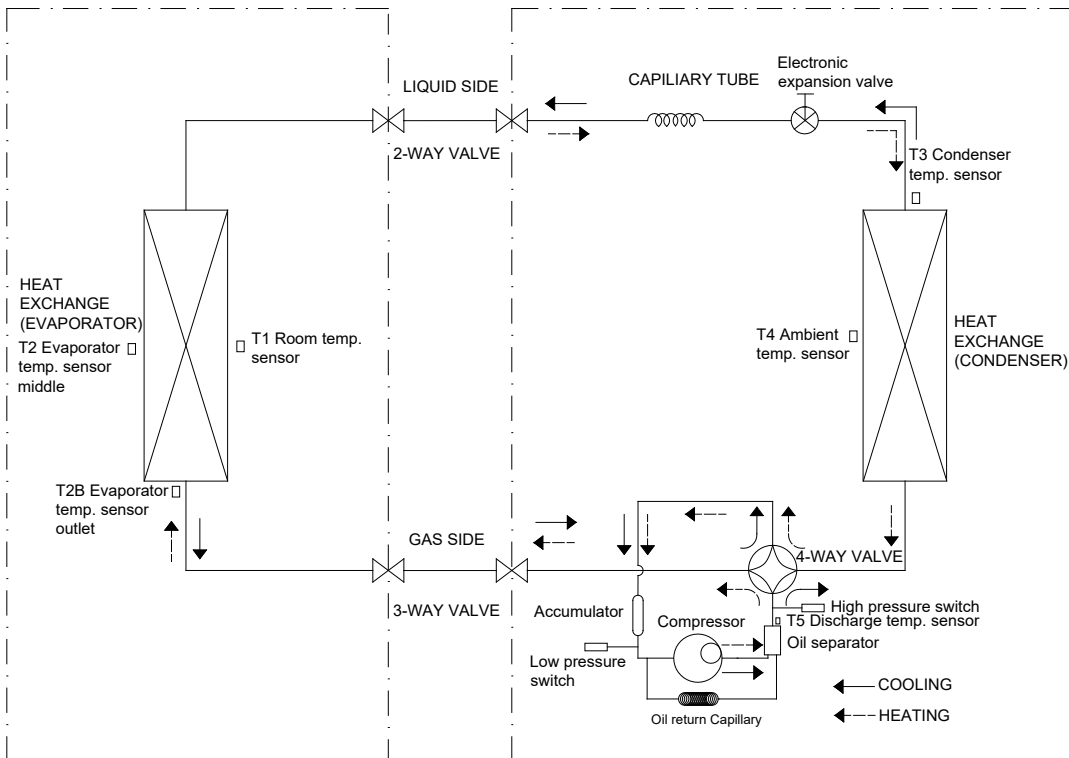 Electronic
expansion valve
CAPILIARY TUBE
LIQUID SIDE
2-WAY VALVE
T3 Condenser
temp. sensor
HEAT
EXCHANGE
(EVAPORATOR)
T2 Evaporator
temp. sensor
middle
T1 Room temp.
sensor
T4 Ambient
temp. sensor
HEAT
EXCHANGE
(CONDENSER)
T2B Evaporator
temp. sensor
outlet
GAS SIDE
3-WAY VALVE
4-WAY VALVE
Accumulator
Compressor
High pressure switch
T5 Discharge temp. sensor
Oil separator
Low pressure
switch
Oil return Capillary
COOLING
HEATING